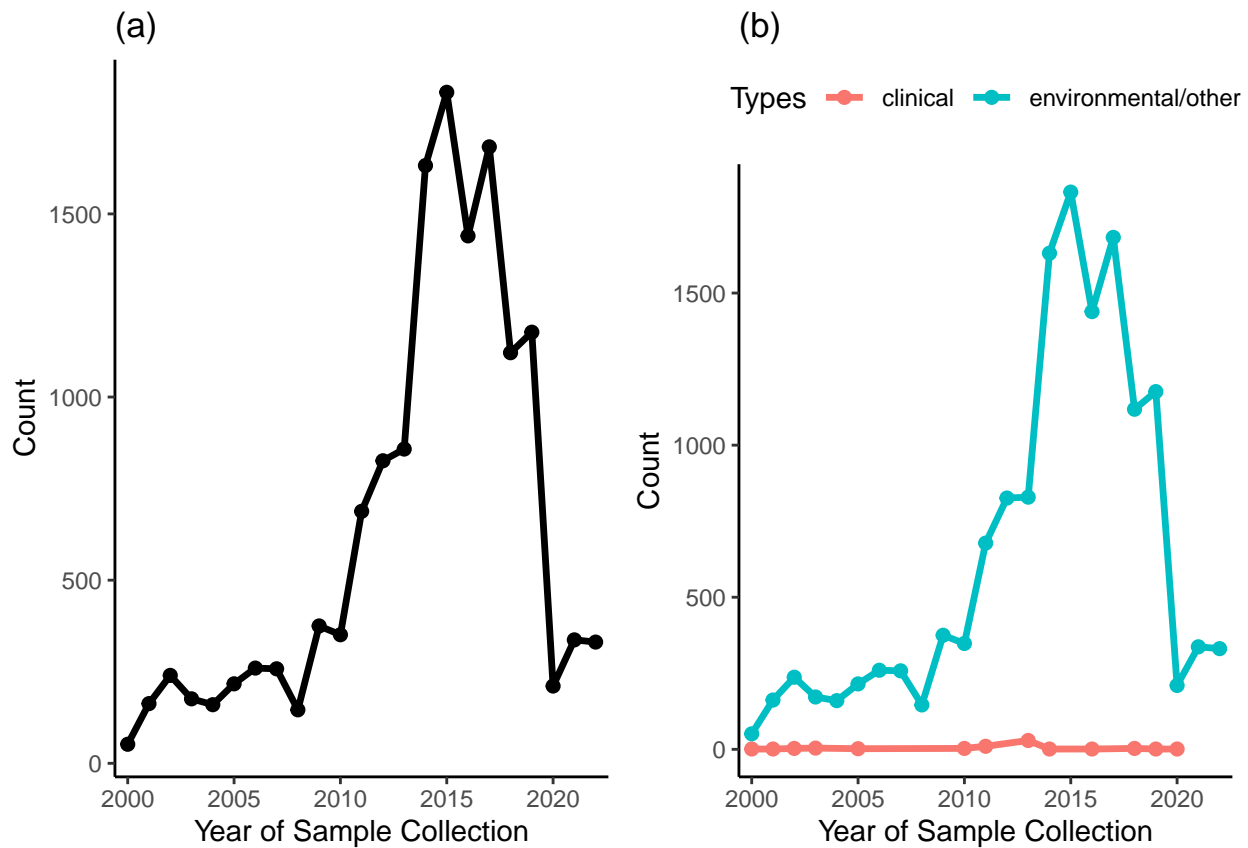 (a)
1500
1000
500
0
Count
2000 2005 2010 2015 2020
Year of Sample Collection
(b)
Types clinical environmental/other
1500
1000
500
0
Count
2000 2005 2010 2015 2020
Year of Sample Collection